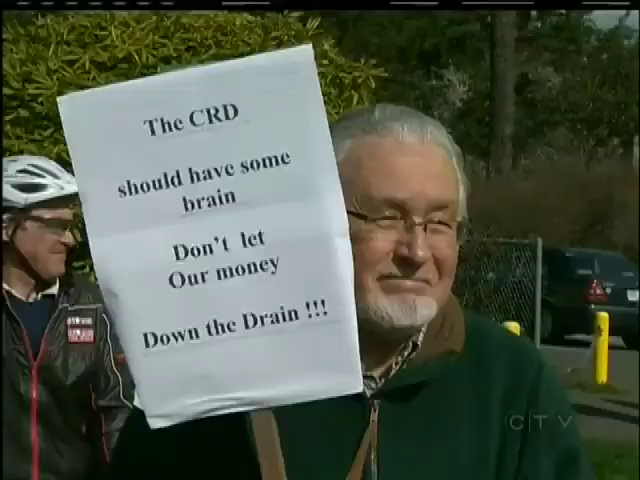 The CRD
should have some
brain
Don't let
Our money
Down the Drain !!!
CTV